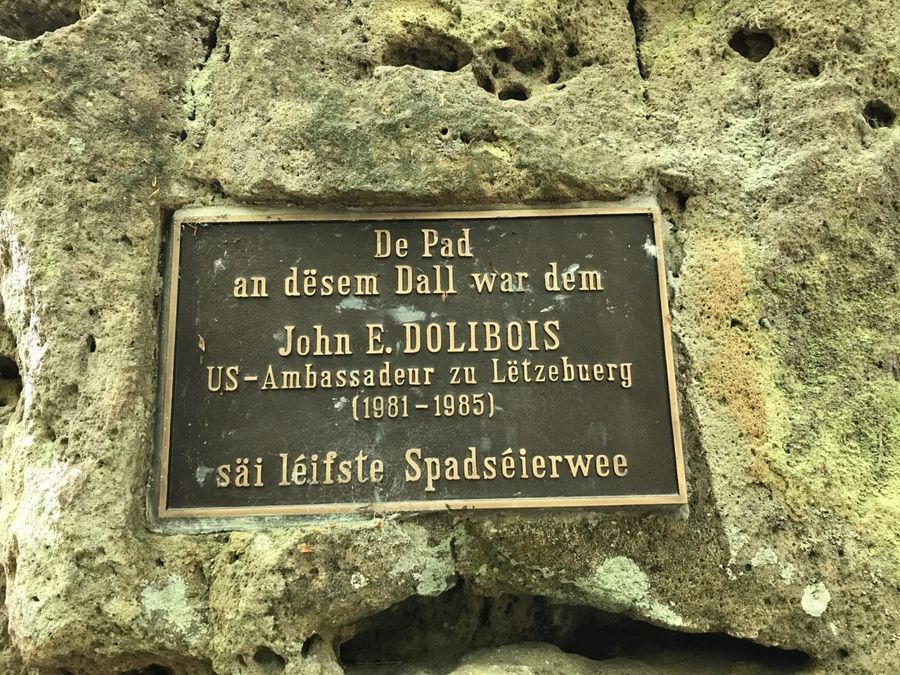 De Pad
an dësem Dall war dem
John E. DOLIBOIS
US-Ambassadeur zu Lëtzebuerg
(1981-1985)
säi léifste Spadséierwee